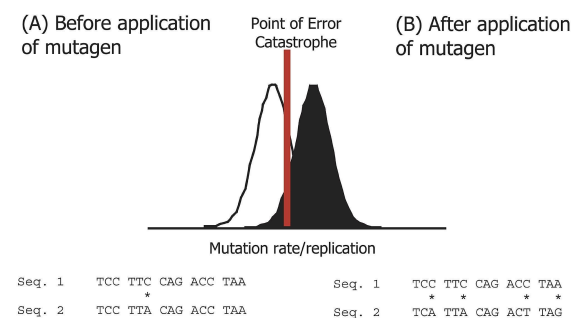 (A) Before application
of mutagen
Point of Error
Catastrophe
(B) After application
of mutagen
Mutation rate/replication
Seq. 1 TCC TTC CAG ACC TAA
*
Seq. 2 TCC TTA CAG ACC TAA
Seq. 1 TCC TTC CAG ACC TAA
* * * *
Seq. 2 TCA TTA CAG ACT TAG